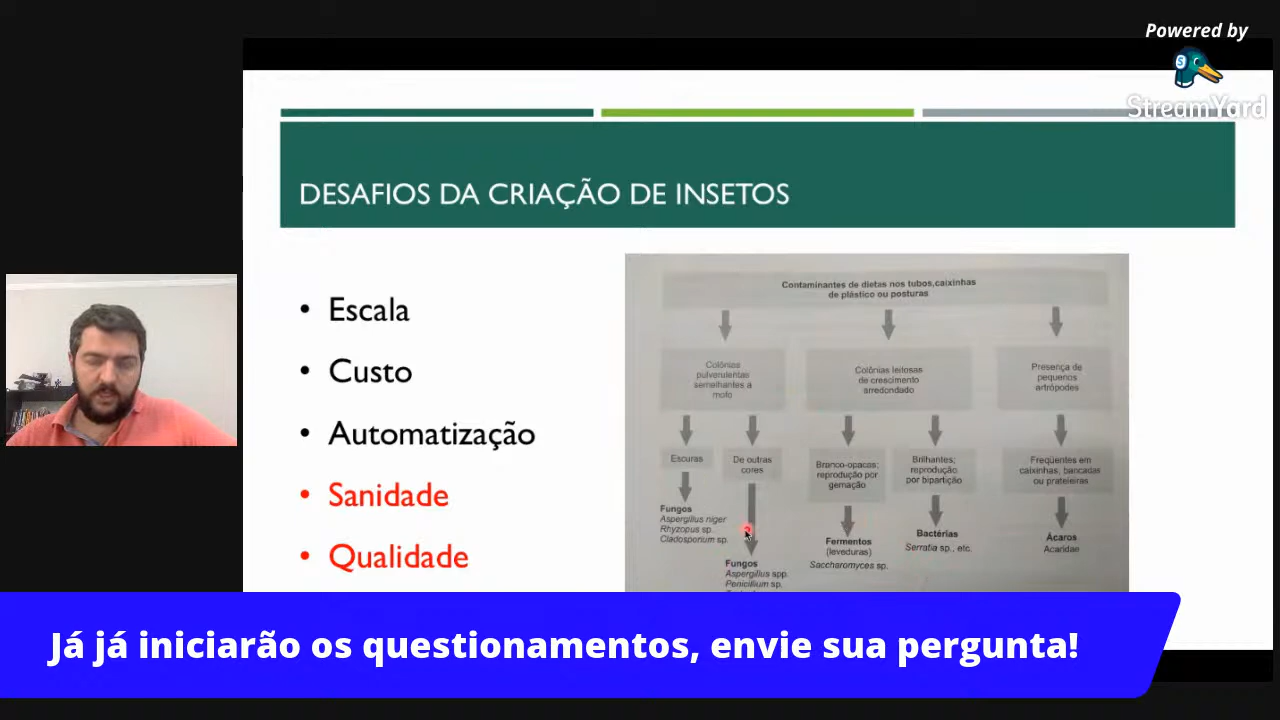 Powered by
StreamYard
DESAFIOS DA CRIAÇÃO DE INSETOS
• Escala
• Custo
• Automatização
• Sanidade
• Qualidade
Contaminantes de dietas nos tubos,caixinhas
de plástico ou posturas
Colônias
pulverulentas
semelhantes a
mofo
Colônias leitosas
de crescimento
arredondado
Presença de
pequenos
artrópodes
Escuras
De outras
cores
Branco-opacas;
reprodução por
gemação
Brilhantes;
reprodução
por bipartição
Freqüentes em
caixinhas, bancadas
ou prateleiras
Fungos
Aspergillus niger
Rhyzopus sp.
Cladosporium sp.
Fungos
Aspergillus spp.
Penicillium sp.
Fermentos
(leveduras)
Saccharomyces sp.
Bactérias
Serratia sp., etc.
Ácaros
Acaridae
Já já iniciarão os questionamentos, envie sua pergunta!